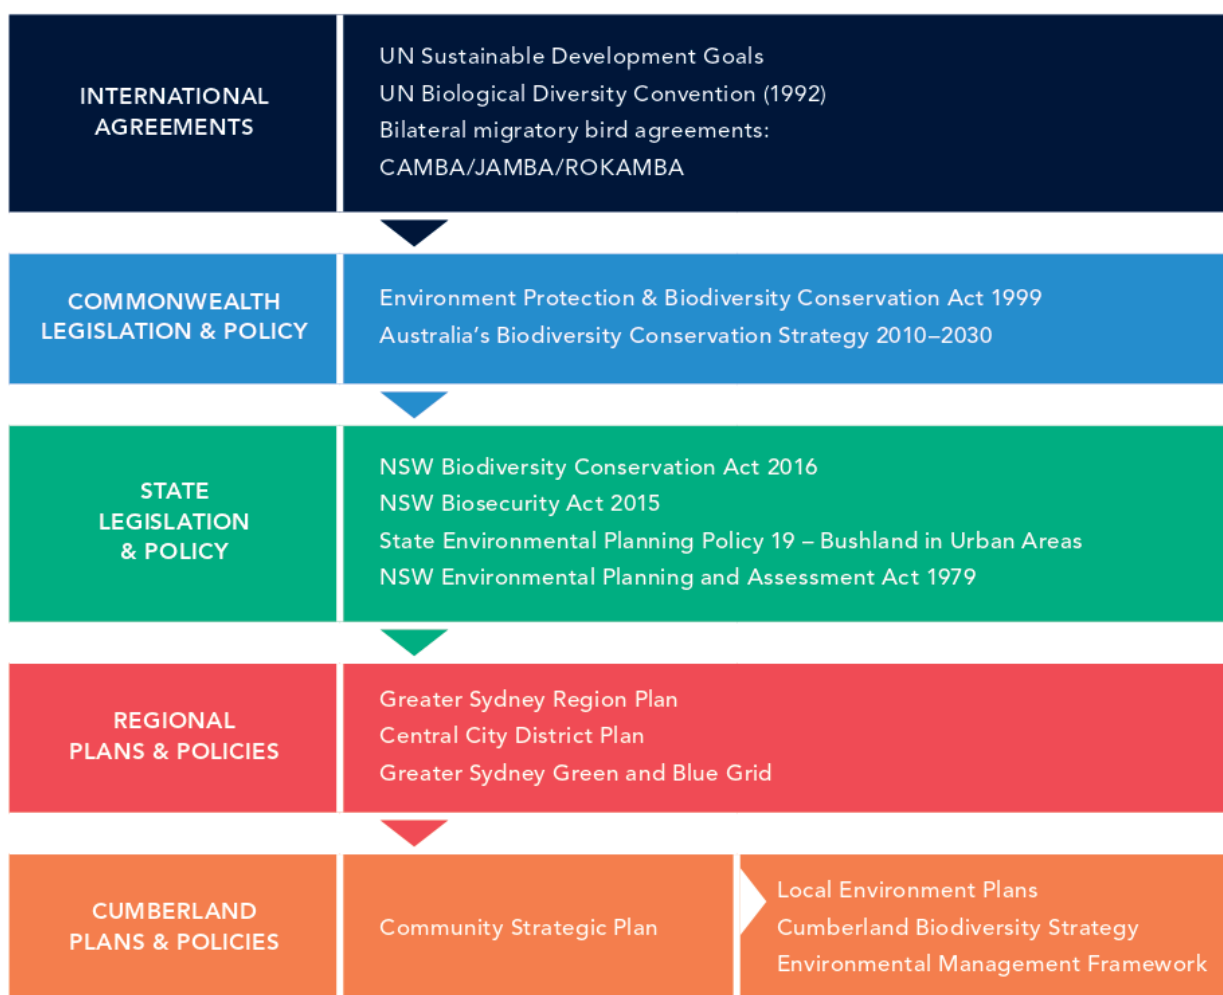 INTERNATIONAL
AGREEMENTS
UN Sustainable Development Goals
UN Biological Diversity Convention (1992)
Bilateral migratory bird agreements:
CAMBA/JAMBA/ROKAMBA
COMMONWEALTH
LEGISLATION & POLICY
Environment Protection & Biodiversity Conservation Act 1999
Australia’s Biodiversity Conservation Strategy 2010–2030
STATE
LEGISLATION
& POLICY
NSW Biodiversity Conservation Act 2016
NSW Biosecurity Act 2015
State Environmental Planning Policy 19 – Bushland in Urban Areas
NSW Environmental Planning and Assessment Act 1979
REGIONAL
PLANS & POLICIES
Greater Sydney Region Plan
Central City District Plan
Greater Sydney Green and Blue Grid
CUMBERLAND
PLANS & POLICIES
Community Strategic Plan
Local Environment Plans
Cumberland Biodiversity Strategy
Environmental Management Framework